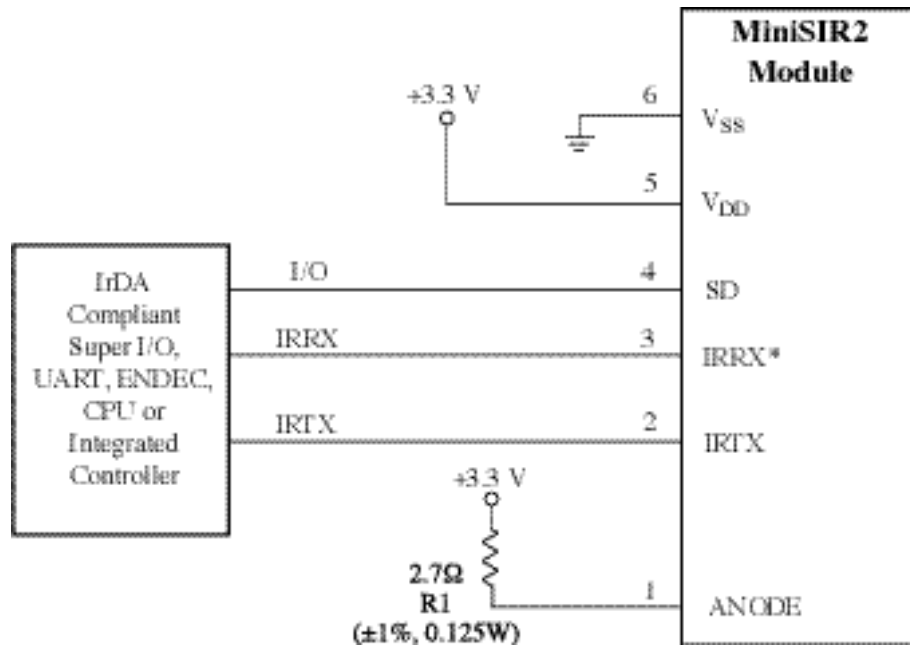 MiniSIR2
Module
+3.3 V
6
VSS
5
VDD
IrDA
Compliant
Super I/O,
UART, ENDEC,
CPU or
Integrated
Controller
I/O
4
SD
IRRX
3
IRRX*
IRTX
2
IRTX
+3.3 V
2.7Ω
R1
(±1%, 0.125W)
1
ANODE